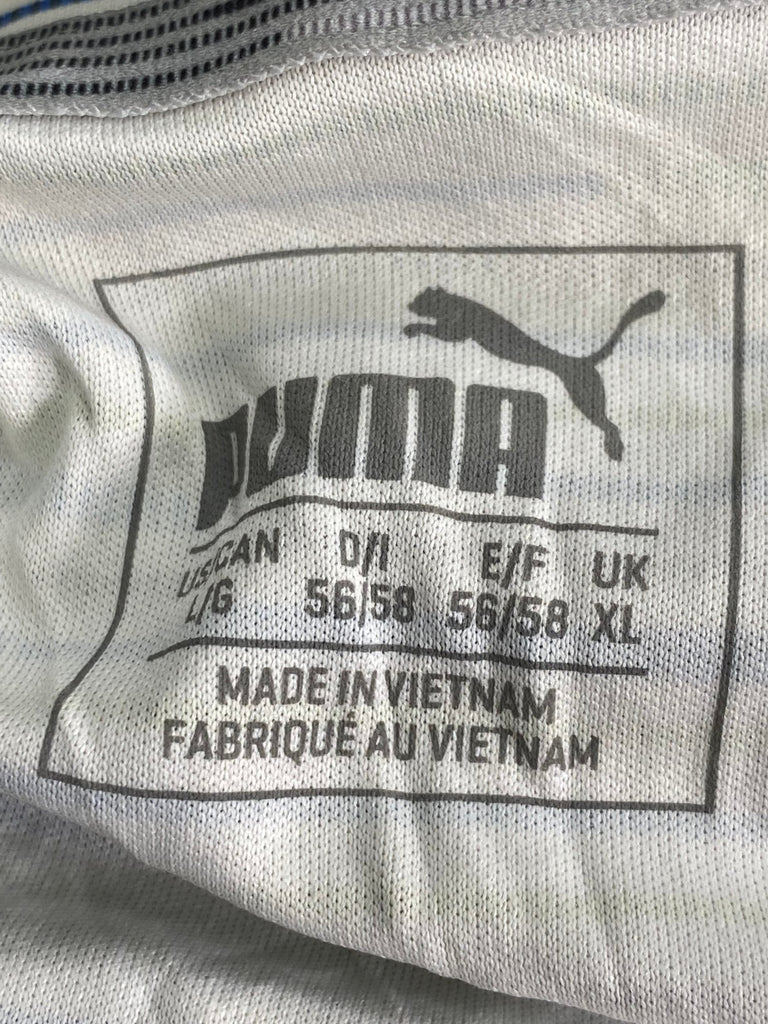 PUMA
US/CAN D/I E/F UK
L/G 56/58 56/58 XL
MADE IN VIETNAM
FABRIQUÉ AU VIETNAM